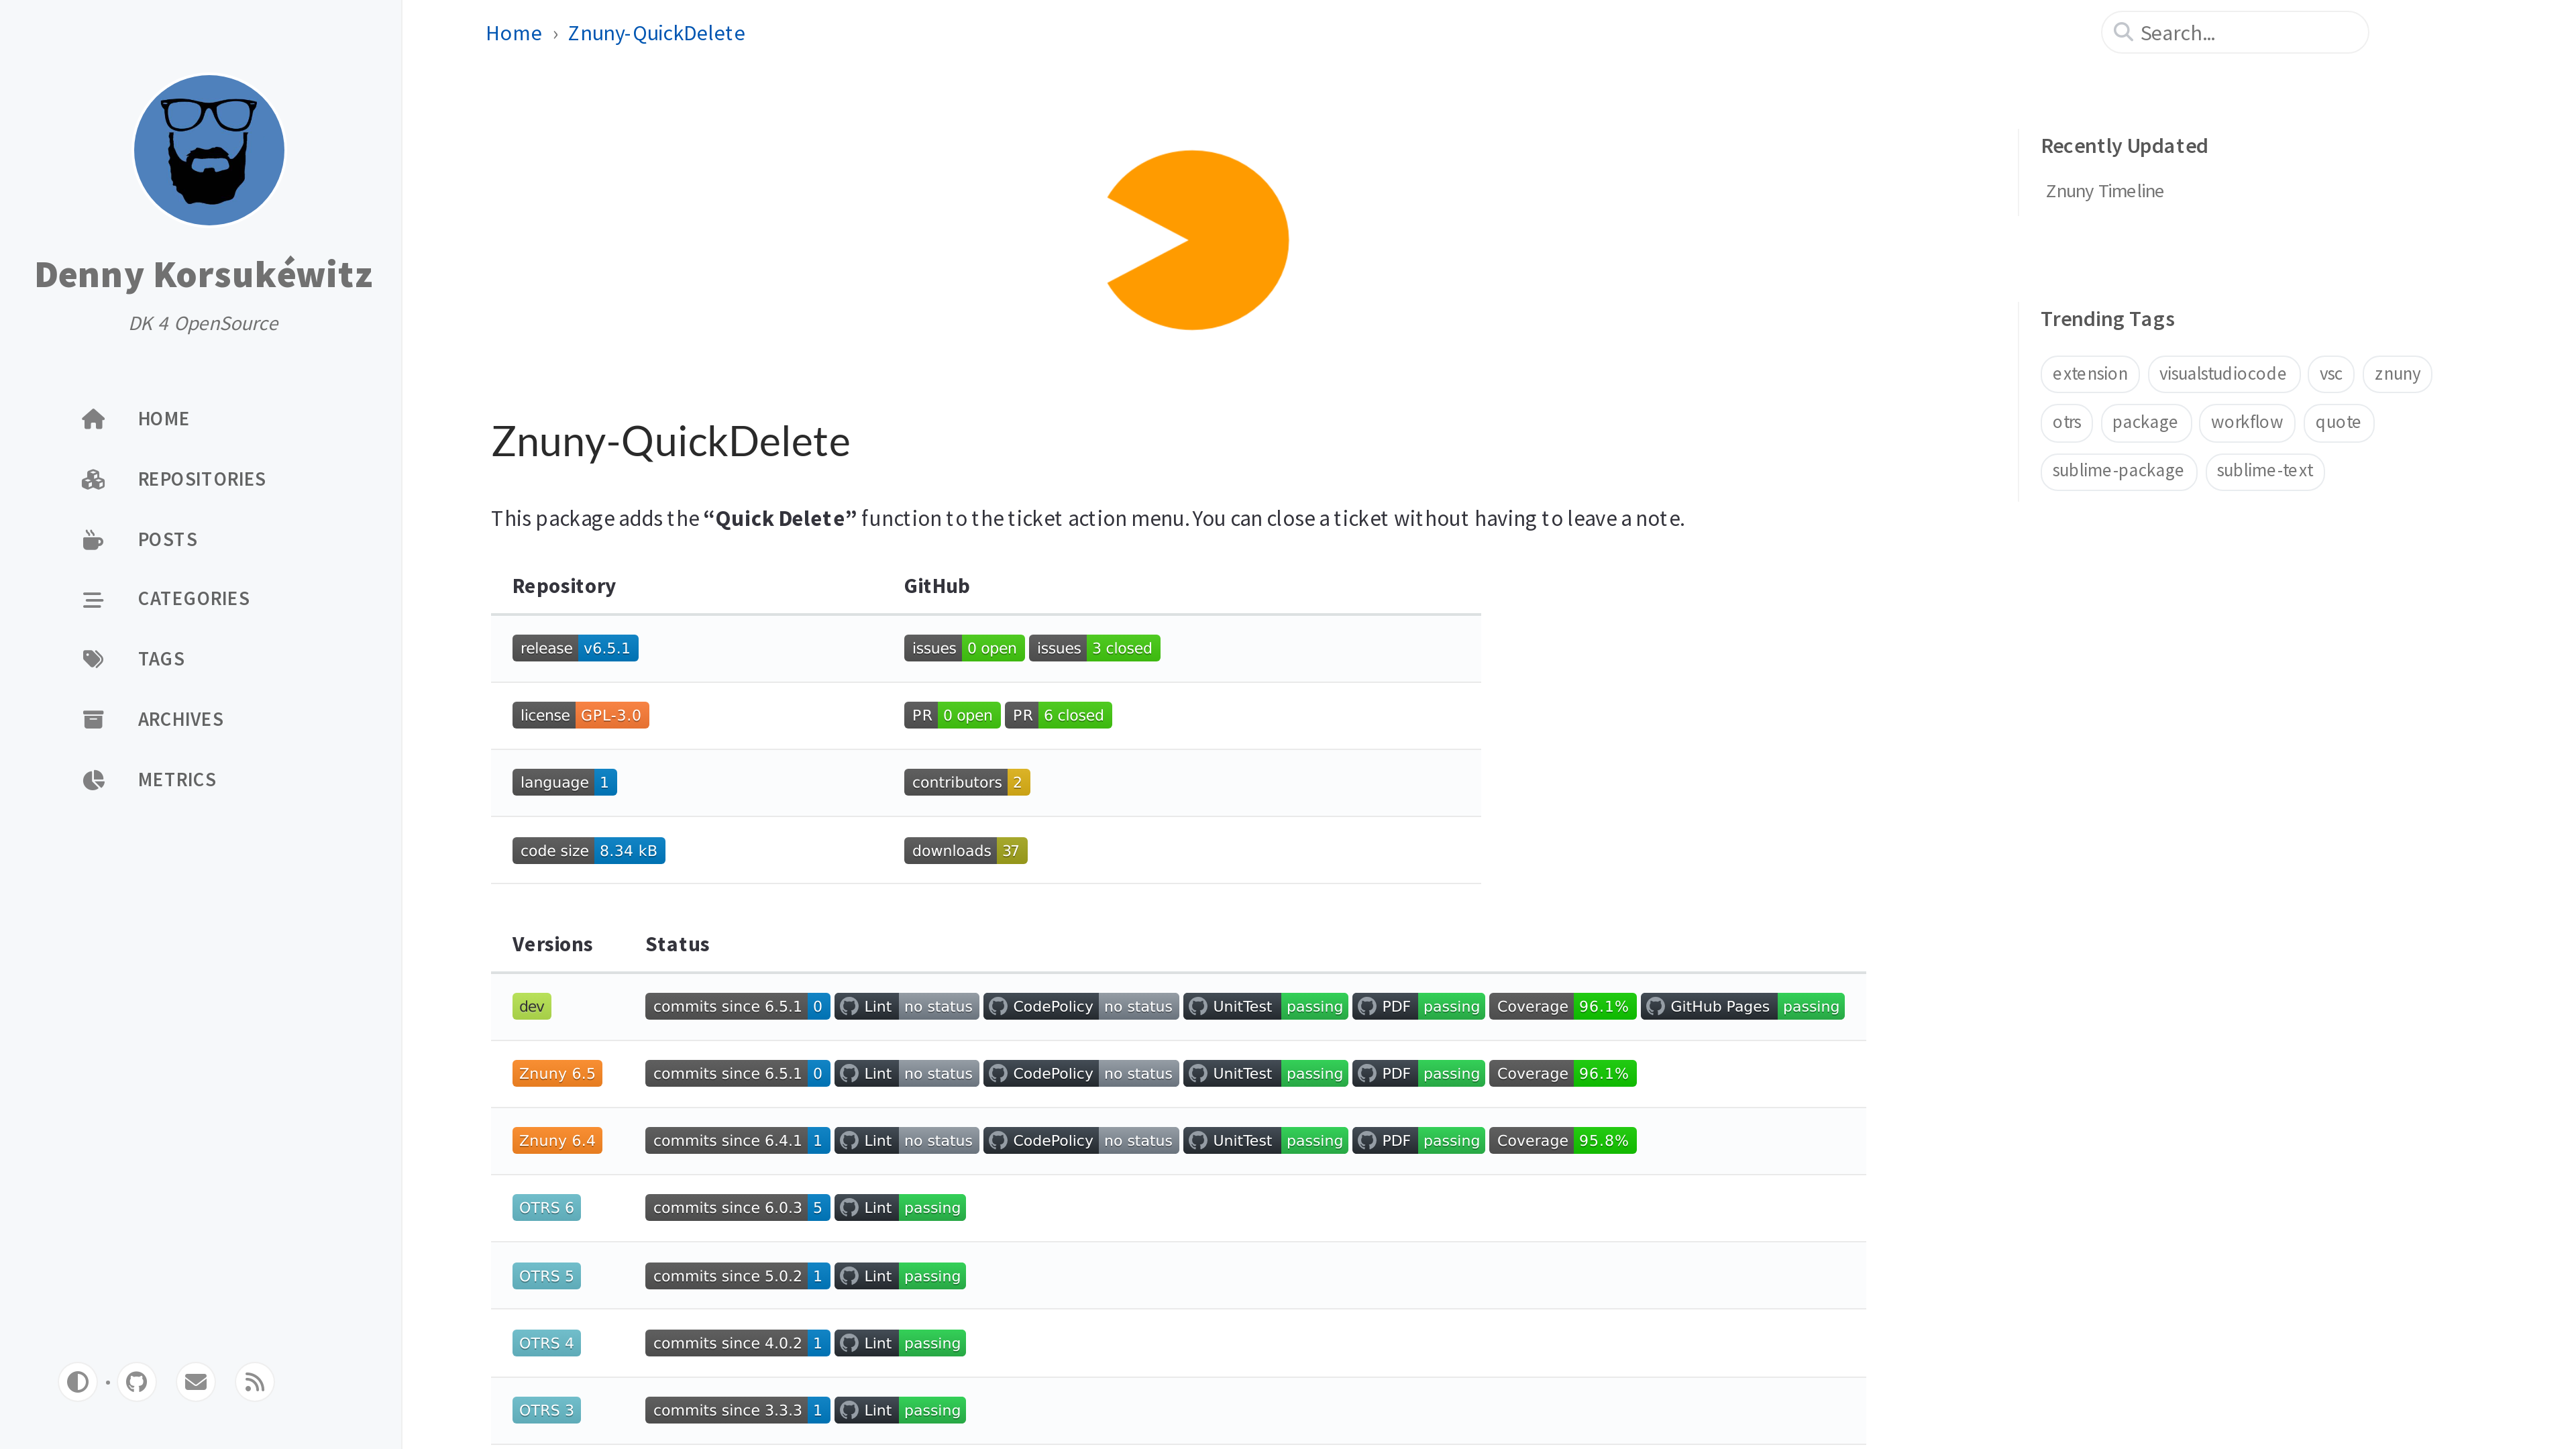 Denny Korsukéwitz
DK 4 OpenSource
HOME
REPOSITORIES
POSTS
CATEGORIES
TAGS
ARCHIVES
METRICS
Home › Znuny-QuickDelete
Search...
Znuny-QuickDelete
This package adds the “Quick Delete” function to the ticket action menu. You can close a ticket without having to leave a note.
Repository GitHub
release v6.5.1 issues 0 open issues 3 closed
license GPL-3.0 PR 0 open PR 6 closed
language 1 contributors 2
code size 8.34 kB downloads 37
Versions Status
dev commits since 6.5.1 0 Lint no status CodePolicy no status UnitTest passing PDF passing Coverage 96.1% GitHub Pages passing
Znuny 6.5 commits since 6.5.1 0 Lint no status CodePolicy no status UnitTest passing PDF passing Coverage 96.1%
Znuny 6.4 commits since 6.4.1 1 Lint no status CodePolicy no status UnitTest passing PDF passing Coverage 95.8%
OTRS 6 commits since 6.0.3 5 Lint passing
OTRS 5 commits since 5.0.2 1 Lint passing
OTRS 4 commits since 4.0.2 1 Lint passing
OTRS 3 commits since 3.3.3 1 Lint passing
Recently Updated
Znuny Timeline
Trending Tags
extension visualstudiocode vsc znuny
otrs package workflow quote
sublime-package sublime-text